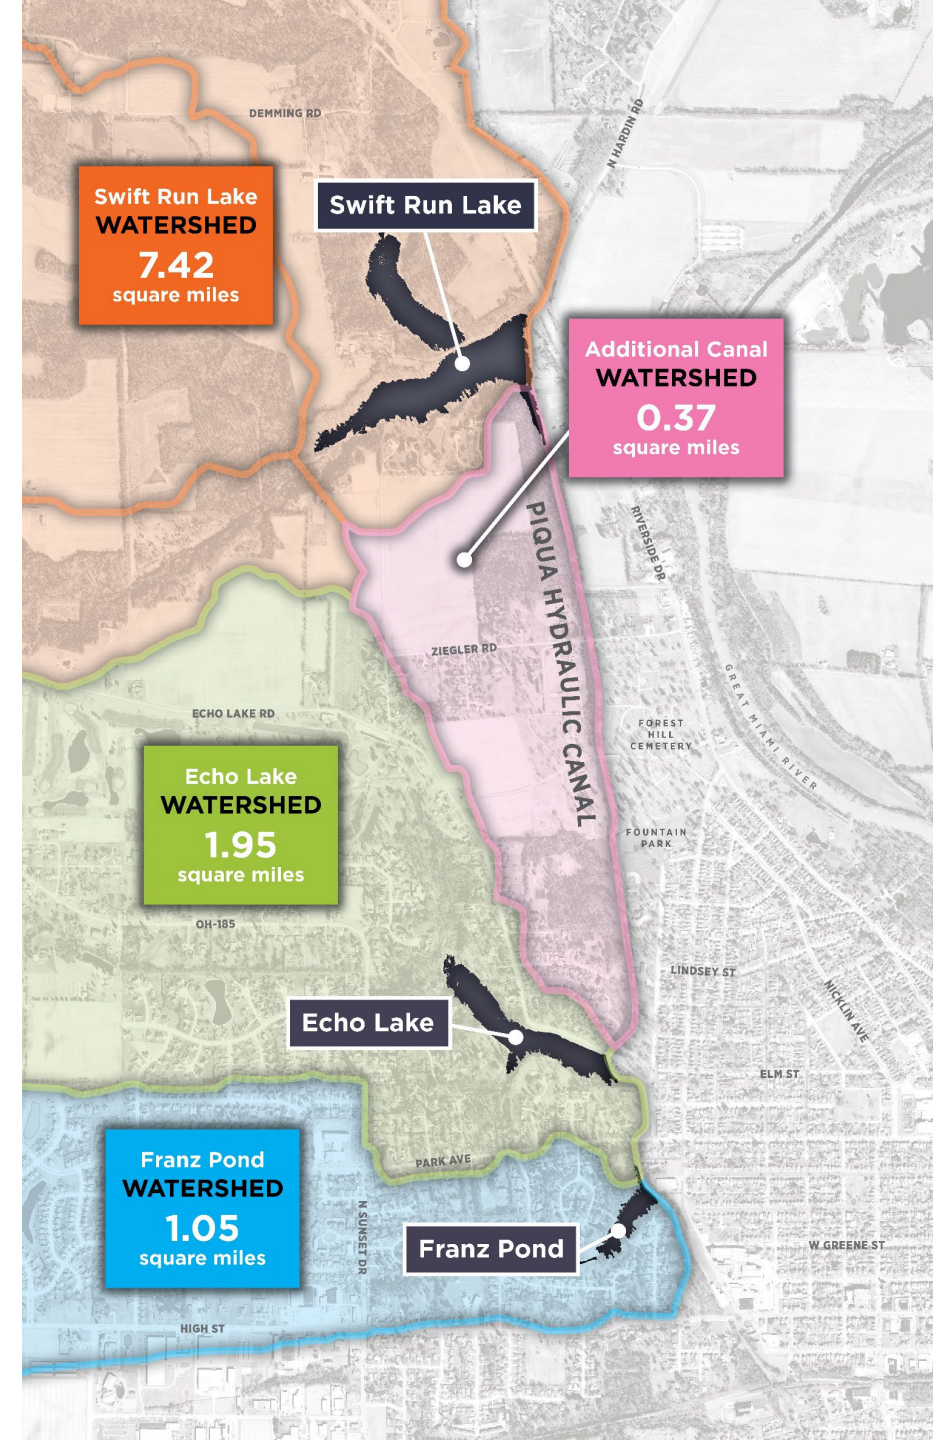 DEMMING RD
N HARDIN RD
Swift Run Lake
WATERSHED
7.42
square miles
Swift Run Lake
Additional Canal
WATERSHED
0.37
square miles
PIQUA HYDRAULIC CANAL
RIVERSIDE DR
ZIEGLER RD
GREAT MIAMI RIVER
ECHO LAKE RD
FOREST
HILL
CEMETERY
Echo Lake
WATERSHED
1.95
square miles
FOUNTAIN
PARK
OH-185
LINDSEY ST
NICKLIN AVE
Echo Lake
ELM ST
Franz Pond
WATERSHED
1.05
square miles
PARK AVE
N SUNSET DR
Franz Pond
W GREENE ST
HIGH ST